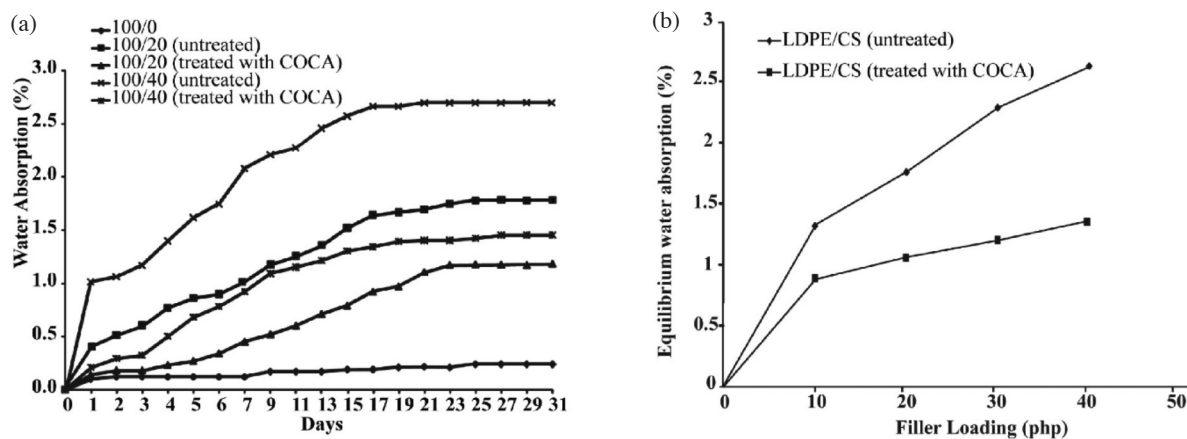 (a)
100/0
100/20 (untreated)
100/20 (treated with COCA)
100/40 (untreated)
100/40 (treated with COCA)
Water Absorption (%)
3.0
2.5
2.0
1.5
1.0
0.5
0.0
0 1 2 3 4 5 6 7 9 11 13 15 17 19 21 23 25 27 29 31
Days
(b)
LDPE/CS (untreated)
LDPE/CS (treated with COCA)
Equilibrium water absorption (%)
3
2.5
2
1.5
1
0.5
0
0 10 20 30 40 50
Filler Loading (php)